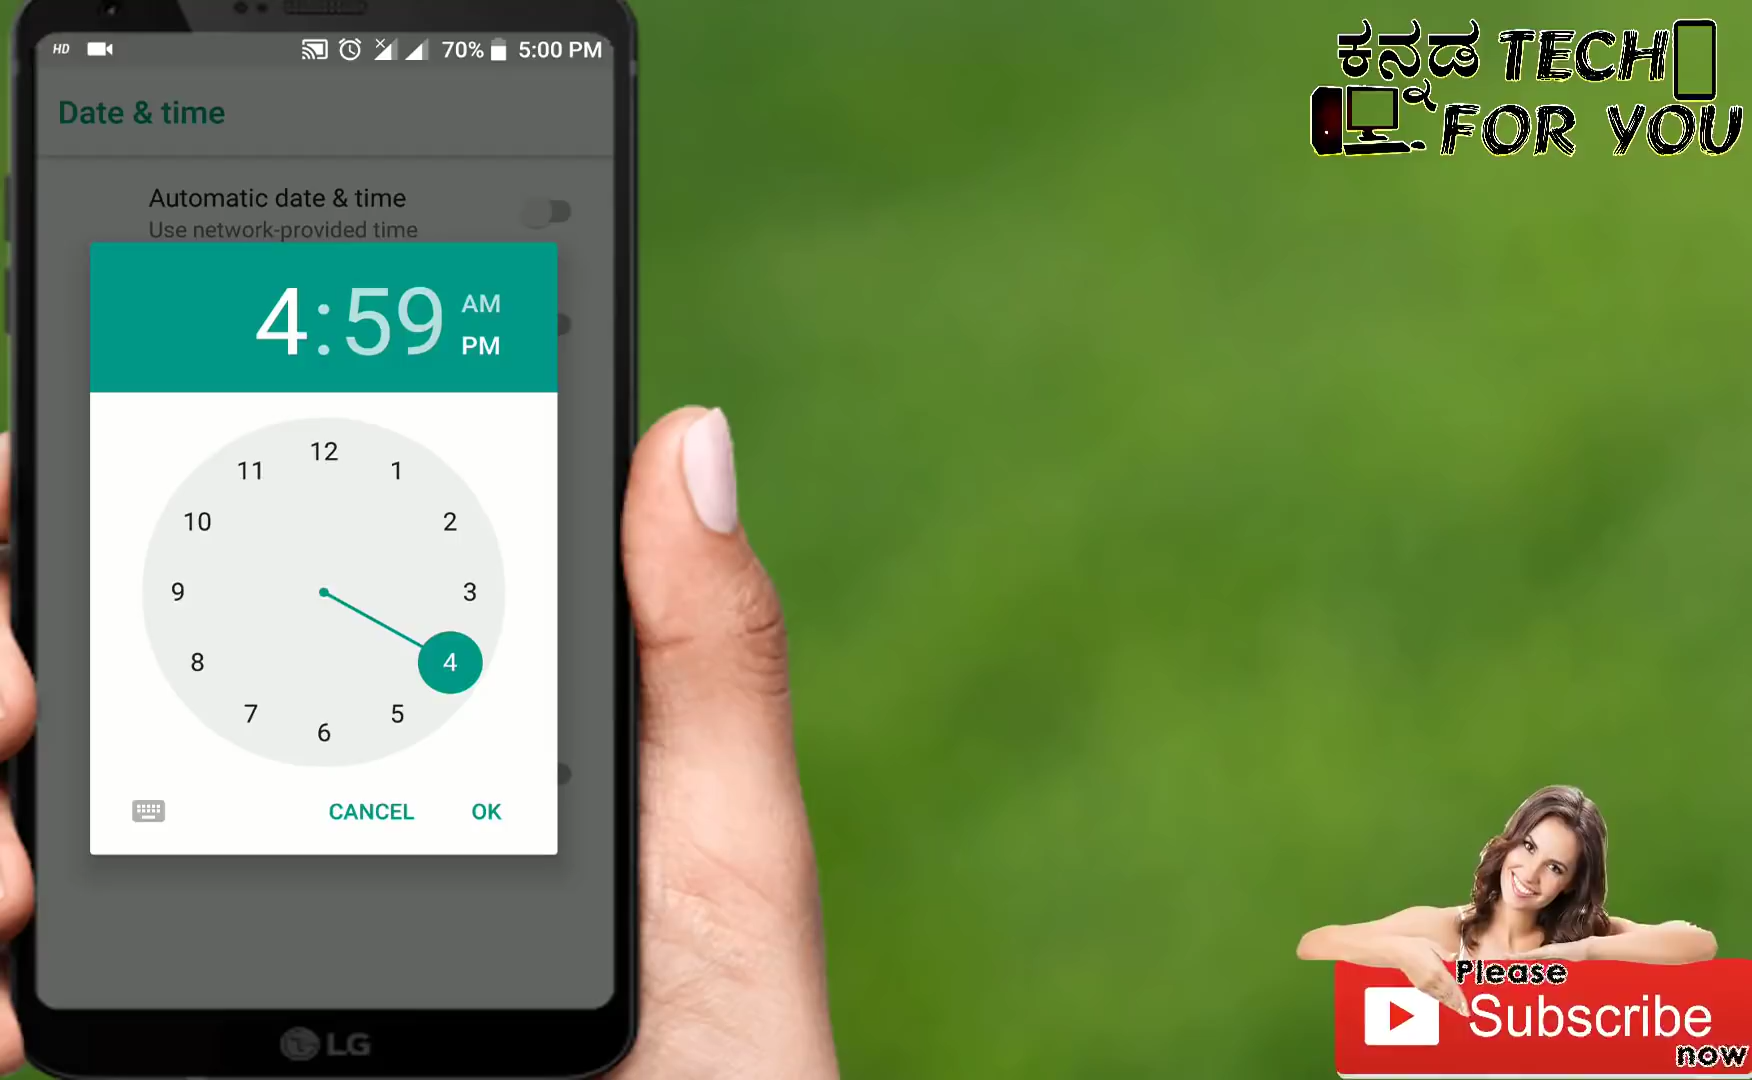 HD 70% 5:00 PM
Date & time
Automatic date & time
Use network-provided time
4:59 AM
PM
12
11 1
10 2
9 3
8 4
7 5
6
CANCEL OK
LG
ಕನ್ನಡ TECH
FOR YOU
Please
Subscribe
now